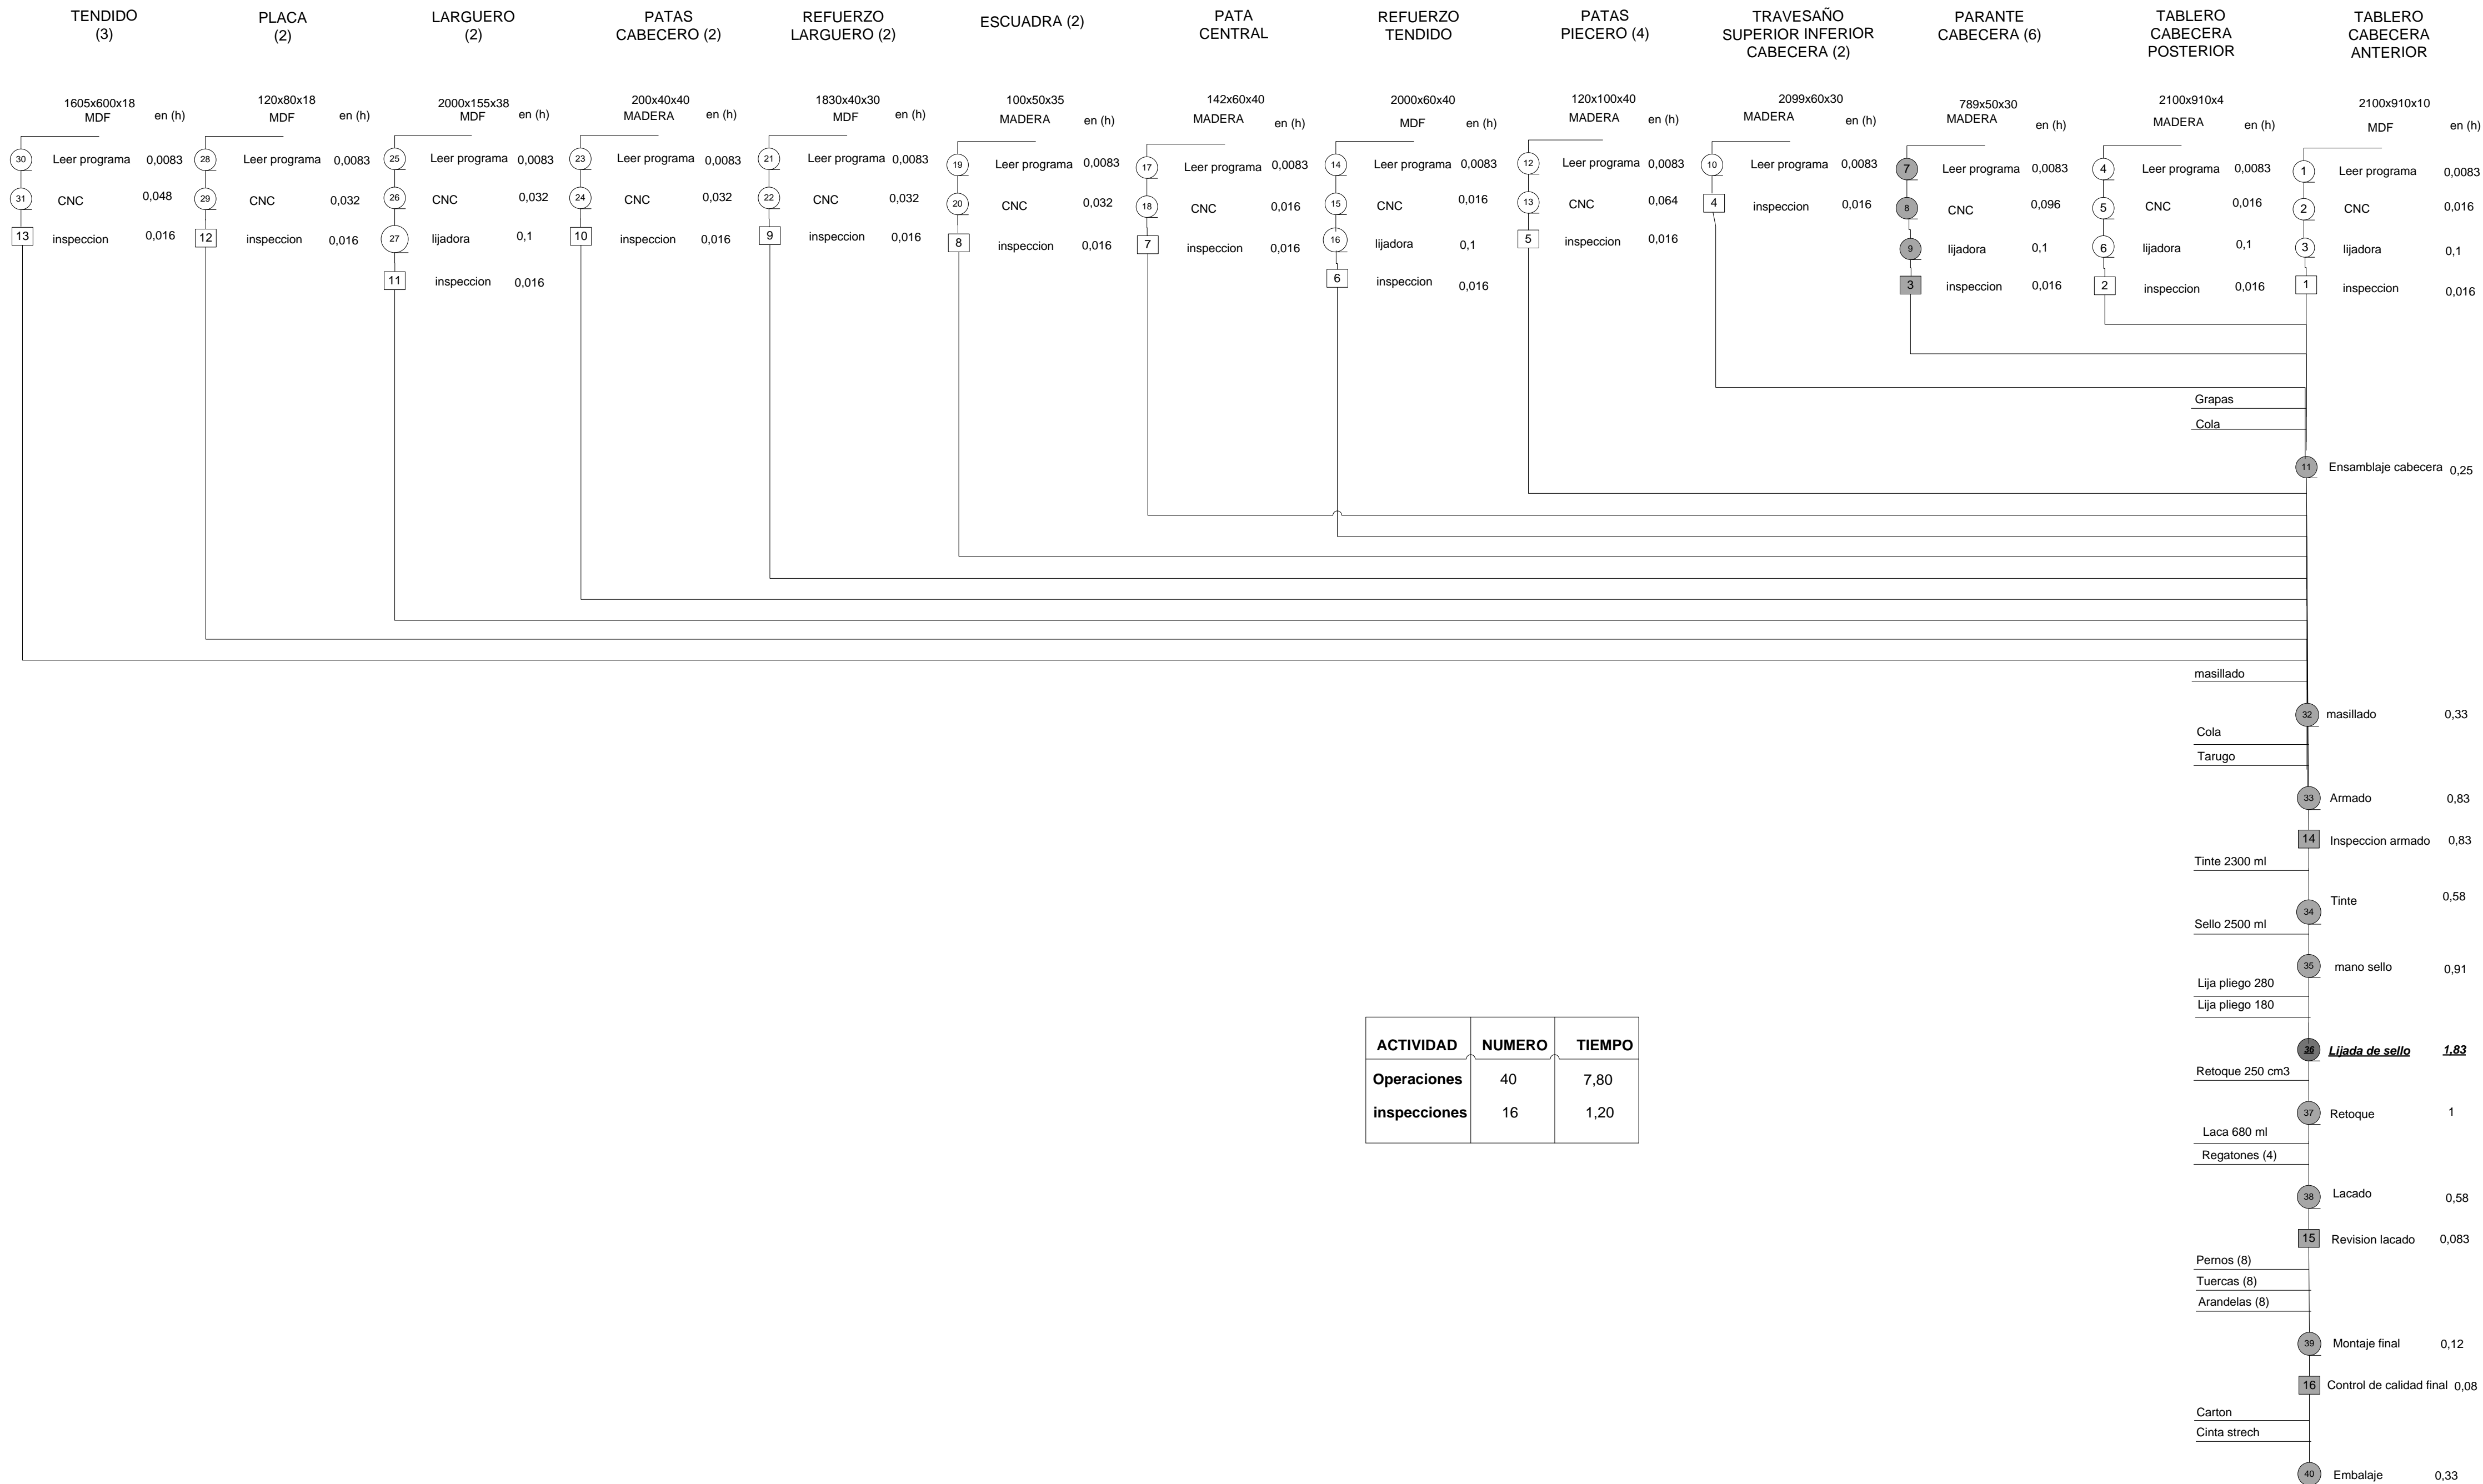 TENDIDO
(3)
PLACA
(2)
LARGUERO
(2)
PATAS
CABECERO (2)
REFUERZO
LARGUERO (2)
ESCUADRA (2)
PATA
CENTRAL
REFUERZO
TENDIDO
PATAS
PIECERO (4)
TRAVESAÑO
SUPERIOR INFERIOR
CABECERA (2)
PARANTE
CABECERA (6)
TABLERO
CABECERA
POSTERIOR
TABLERO
CABECERA
ANTERIOR
1605x600x18
MDF en (h)
30 Leer programa 0,0083
31 CNC 0,048
13 inspeccion 0,016
120x80x18
MDF en (h)
28 Leer programa 0,0083
29 CNC 0,032
12 inspeccion 0,016
2000x155x38
MDF en (h)
25 Leer programa 0,0083
26 CNC 0,032
27 lijadora 0,1
11 inspeccion 0,016
200x40x40
MADERA en (h)
23 Leer programa 0,0083
24 CNC 0,032
10 inspeccion 0,016
1830x40x30
MDF en (h)
21 Leer programa 0,0083
22 CNC 0,032
9 inspeccion 0,016
100x50x35
MADERA en (h)
19 Leer programa 0,0083
20 CNC 0,032
8 inspeccion 0,016
142x60x40
MADERA en (h)
17 Leer programa 0,0083
18 CNC 0,016
7 inspeccion 0,016
2000x60x40
MDF en (h)
14 Leer programa 0,0083
15 CNC 0,016
16 lijadora 0,1
6 inspeccion 0,016
120x100x40
MADERA en (h)
12 Leer programa 0,0083
13 CNC 0,064
5 inspeccion 0,016
2099x60x30
MADERA en (h)
10 Leer programa 0,0083
4 inspeccion 0,016
789x50x30
MADERA en (h)
7 Leer programa 0,0083
8 CNC 0,096
9 lijadora 0,1
3 inspeccion 0,016
2100x910x4
MADERA en (h)
4 Leer programa 0,0083
5 CNC 0,016
6 lijadora 0,1
2 inspeccion 0,016
2100x910x10
MDF en (h)
1 Leer programa 0,0083
2 CNC 0,016
3 lijadora 0,1
1 inspeccion 0,016
Grapas
Cola
11 Ensamblaje cabecera 0,25
masillado
32 masillado 0,33
Cola
Tarugo
33 Armado 0,83
14 Inspeccion armado 0,83
Tinte 2300 ml
34 Tinte 0,58
Sello 2500 ml
35 mano sello 0,91
Lija pliego 280
Lija pliego 180
36 Lijada de sello 1,83
Retoque 250 cm3
37 Retoque 1
Laca 680 ml
Regatones (4)
38 Lacado 0,58
15 Revision lacado 0,083
Pernos (8)
Tuercas (8)
Arandelas (8)
39 Montaje final 0,12
16 Control de calidad final 0,08
Carton
Cinta strech
40 Embalaje 0,33
ACTIVIDAD NUMERO TIEMPO
Operaciones 40 7,80
inspecciones 16 1,20